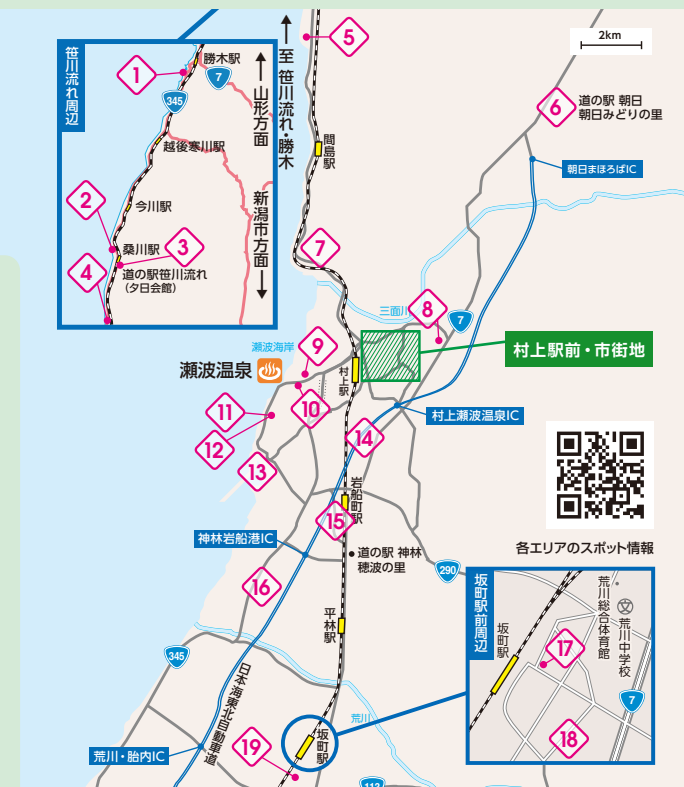 笹川流れ周辺
1
勝木駅
7
345
山形方面
越後寒川駅
2
今川駅
新潟市方面
桑川駅
3
道の駅笹川流れ
(夕日会館)
4
至 笹川流れ・勝木
5
2km
間島駅
6
道の駅 朝日
朝日みどりの里
朝日まほろばIC
7
三面川
8
7
瀬波海岸
9
瀬波温泉
村上駅
村上駅前・市街地
10
11
村上瀬波温泉IC
12
14
13
岩船町駅
15
神林岩船港IC
道の駅 神林
穂波の里
各エリアのスポット情報
290
16
平林駅
345
日本海東北自動車道
荒川
坂町駅
荒川・胎内IC
19
113
坂町駅前周辺
坂町駅
荒川総合体育館
文
荒川中学校
17
7
18